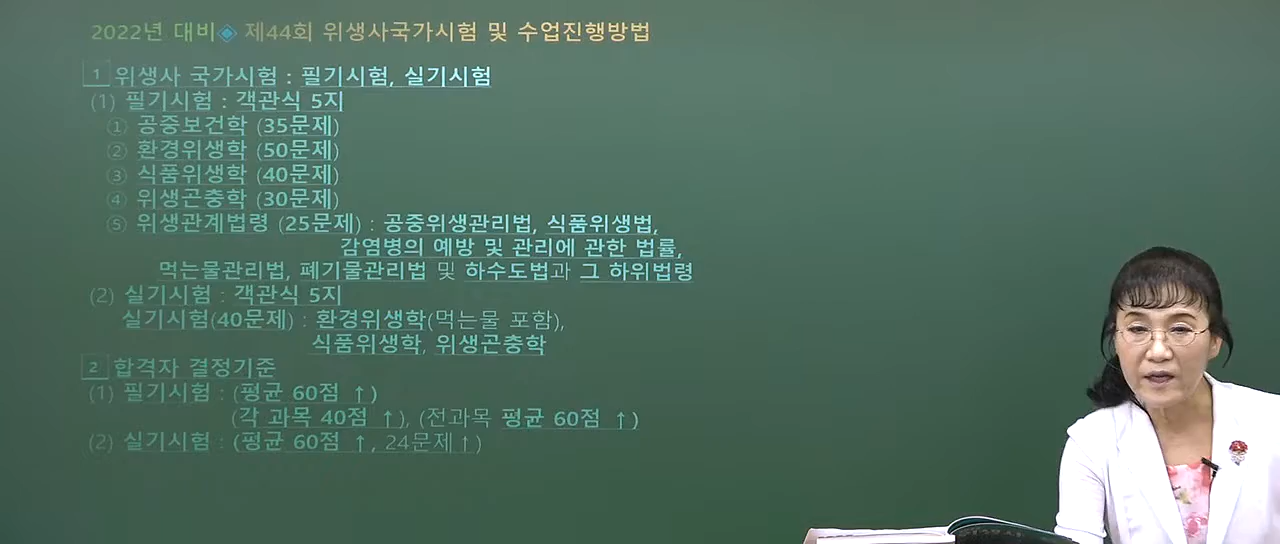 2022년 대비◈ 제44회 위생사국가시험 및 수업진행방법
1 위생사 국가시험 : 필기시험, 실기시험
(1) 필기시험 : 객관식 5지
① 공중보건학 (35문제)
② 환경위생학 (50문제)
③ 식품위생학 (40문제)
④ 위생곤충학 (30문제)
⑤ 위생관계법령 (25문제) : 공중위생관리법, 식품위생법,
감염병의 예방 및 관리에 관한 법률,
먹는물관리법, 폐기물관리법 및 하수도법과 그 하위법령
(2) 실기시험 : 객관식 5지
실기시험(40문제) : 환경위생학(먹는물 포함),
식품위생학, 위생곤충학
2 합격자 결정기준
(1) 필기시험 : (평균 60점 ↑)
(각 과목 40점 ↑), (전과목 평균 60점 ↑)
(2) 실기시험 : (평균 60점 ↑, 24문제↑)